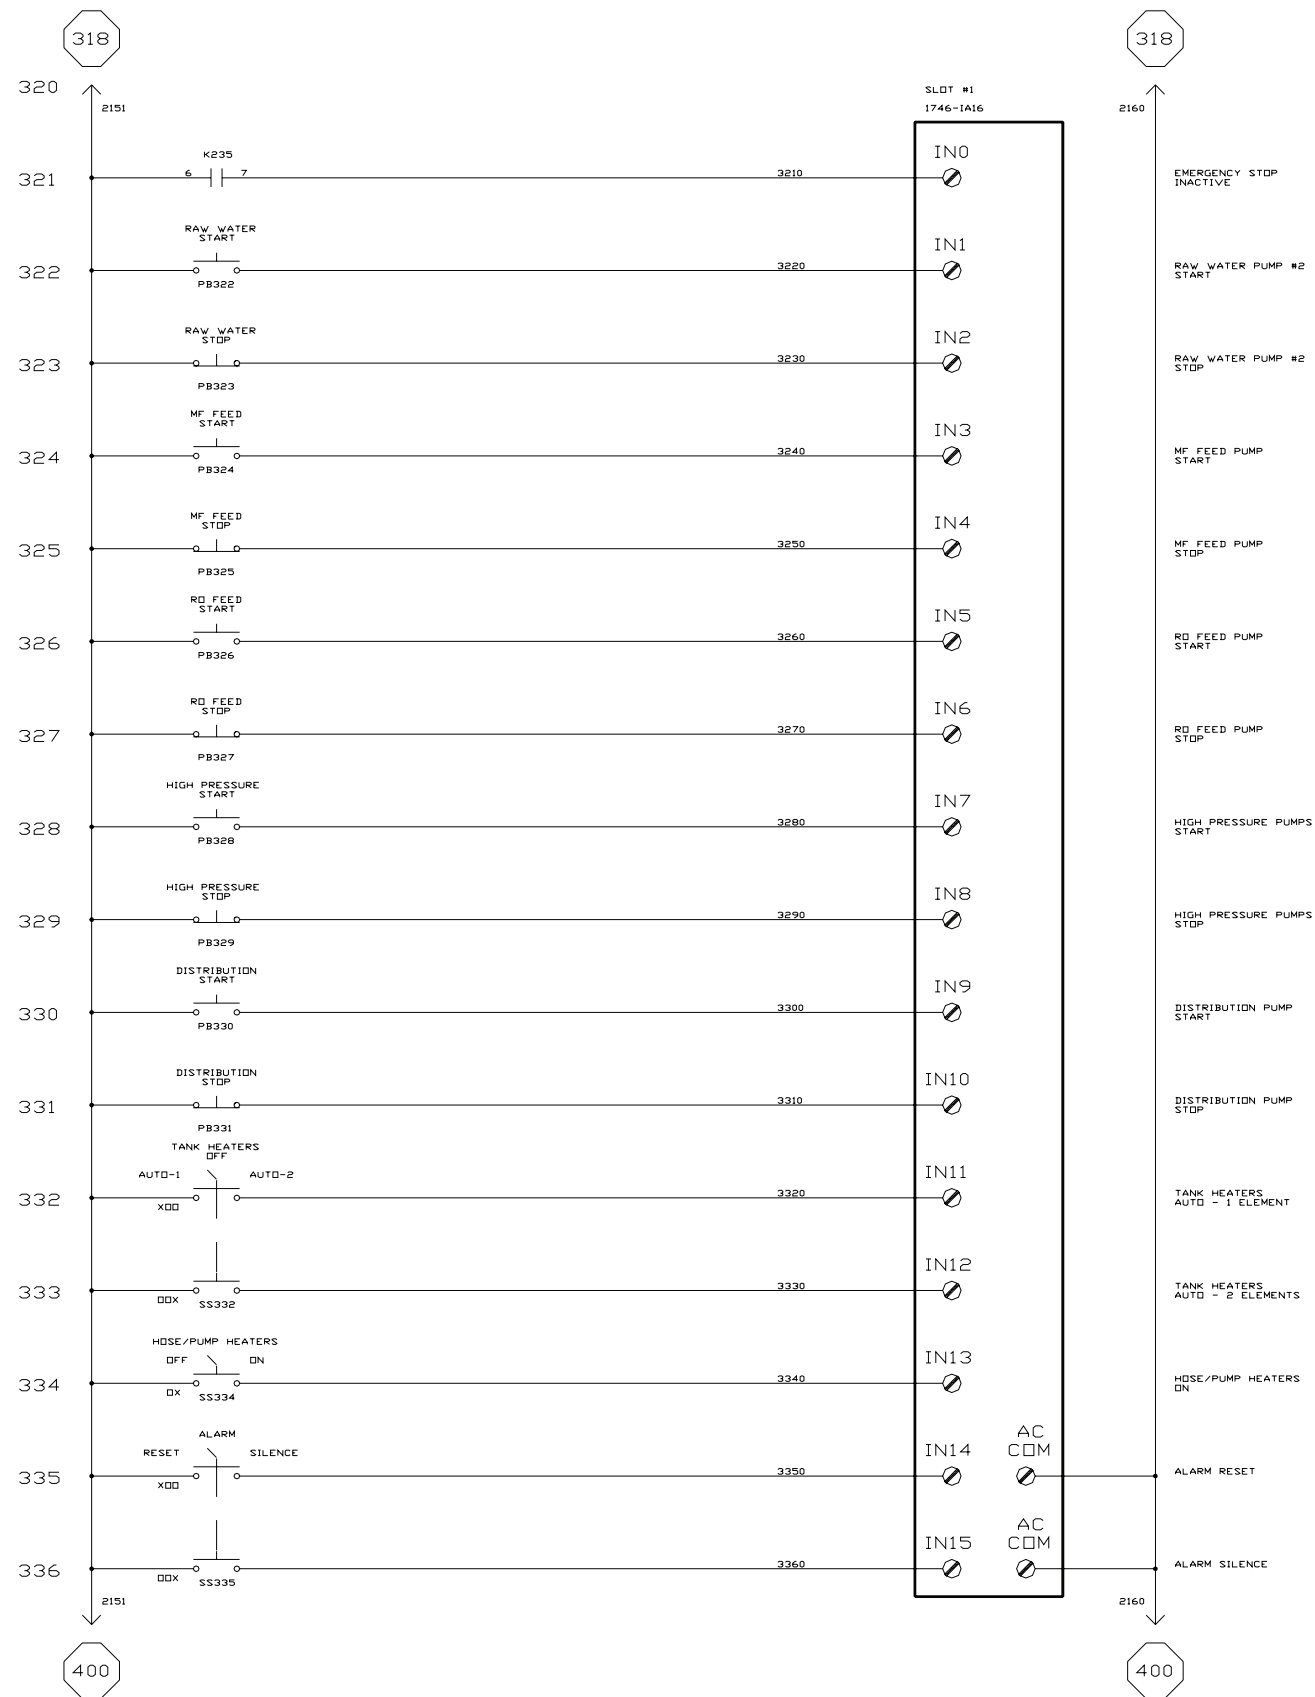 318
318
320
2151
SLOT #1
1746-IA16
2160
K235
6
7
321
3210
IN0
EMERGENCY STOP
INACTIVE
RAW WATER
START
322
PB322
3220
IN1
RAW WATER PUMP #2
START
RAW WATER
STOP
323
PB323
3230
IN2
RAW WATER PUMP #2
STOP
MF FEED
START
324
PB324
3240
IN3
MF FEED PUMP
START
MF FEED
STOP
325
PB325
3250
IN4
MF FEED PUMP
STOP
RO FEED
START
326
PB326
3260
IN5
RO FEED PUMP
START
RO FEED
STOP
327
PB327
3270
IN6
RO FEED PUMP
STOP
HIGH PRESSURE
START
328
PB328
3280
IN7
HIGH PRESSURE PUMPS
START
HIGH PRESSURE
STOP
329
PB329
3290
IN8
HIGH PRESSURE PUMPS
STOP
DISTRIBUTION
START
330
PB330
3300
IN9
DISTRIBUTION PUMP
START
DISTRIBUTION
STOP
331
PB331
3310
IN10
DISTRIBUTION PUMP
STOP
TANK HEATERS
OFF
AUTO-1
AUTO-2
332
XOO
3320
IN11
TANK HEATERS
AUTO - 1 ELEMENT
333
OOX
SS332
3330
IN12
TANK HEATERS
AUTO - 2 ELEMENTS
HOSE/PUMP HEATERS
OFF
ON
334
OX
SS334
3340
IN13
HOSE/PUMP HEATERS
ON
ALARM
RESET
SILENCE
335
XOO
3350
IN14
AC
COM
ALARM RESET
336
OOX
SS335
3360
IN15
AC
COM
ALARM SILENCE
2151
2160
400
400